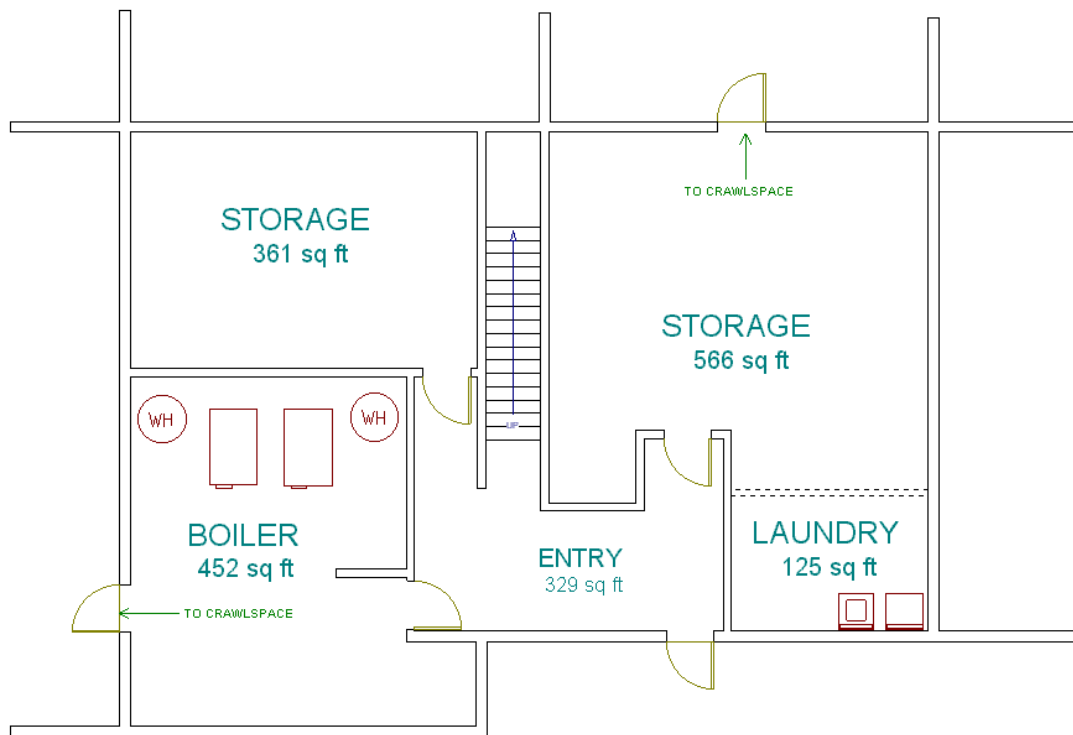 TO CRAWLSPACE
STORAGE
361 sq ft
STORAGE
566 sq ft
WH
WH
UP
BOILER
452 sq ft
ENTRY
329 sq ft
LAUNDRY
125 sq ft
TO CRAWLSPACE